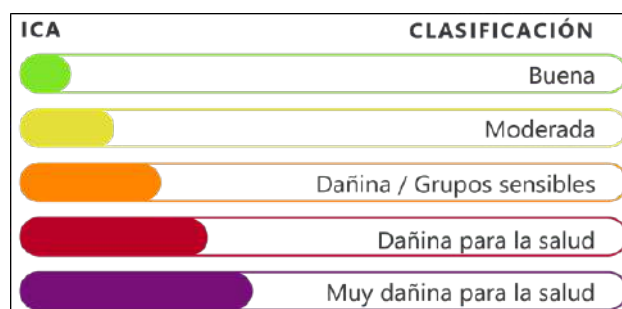 ICA CLASIFICACIÓN
Buena
Moderada
Dañina / Grupos sensibles
Dañina para la salud
Muy dañina para la salud